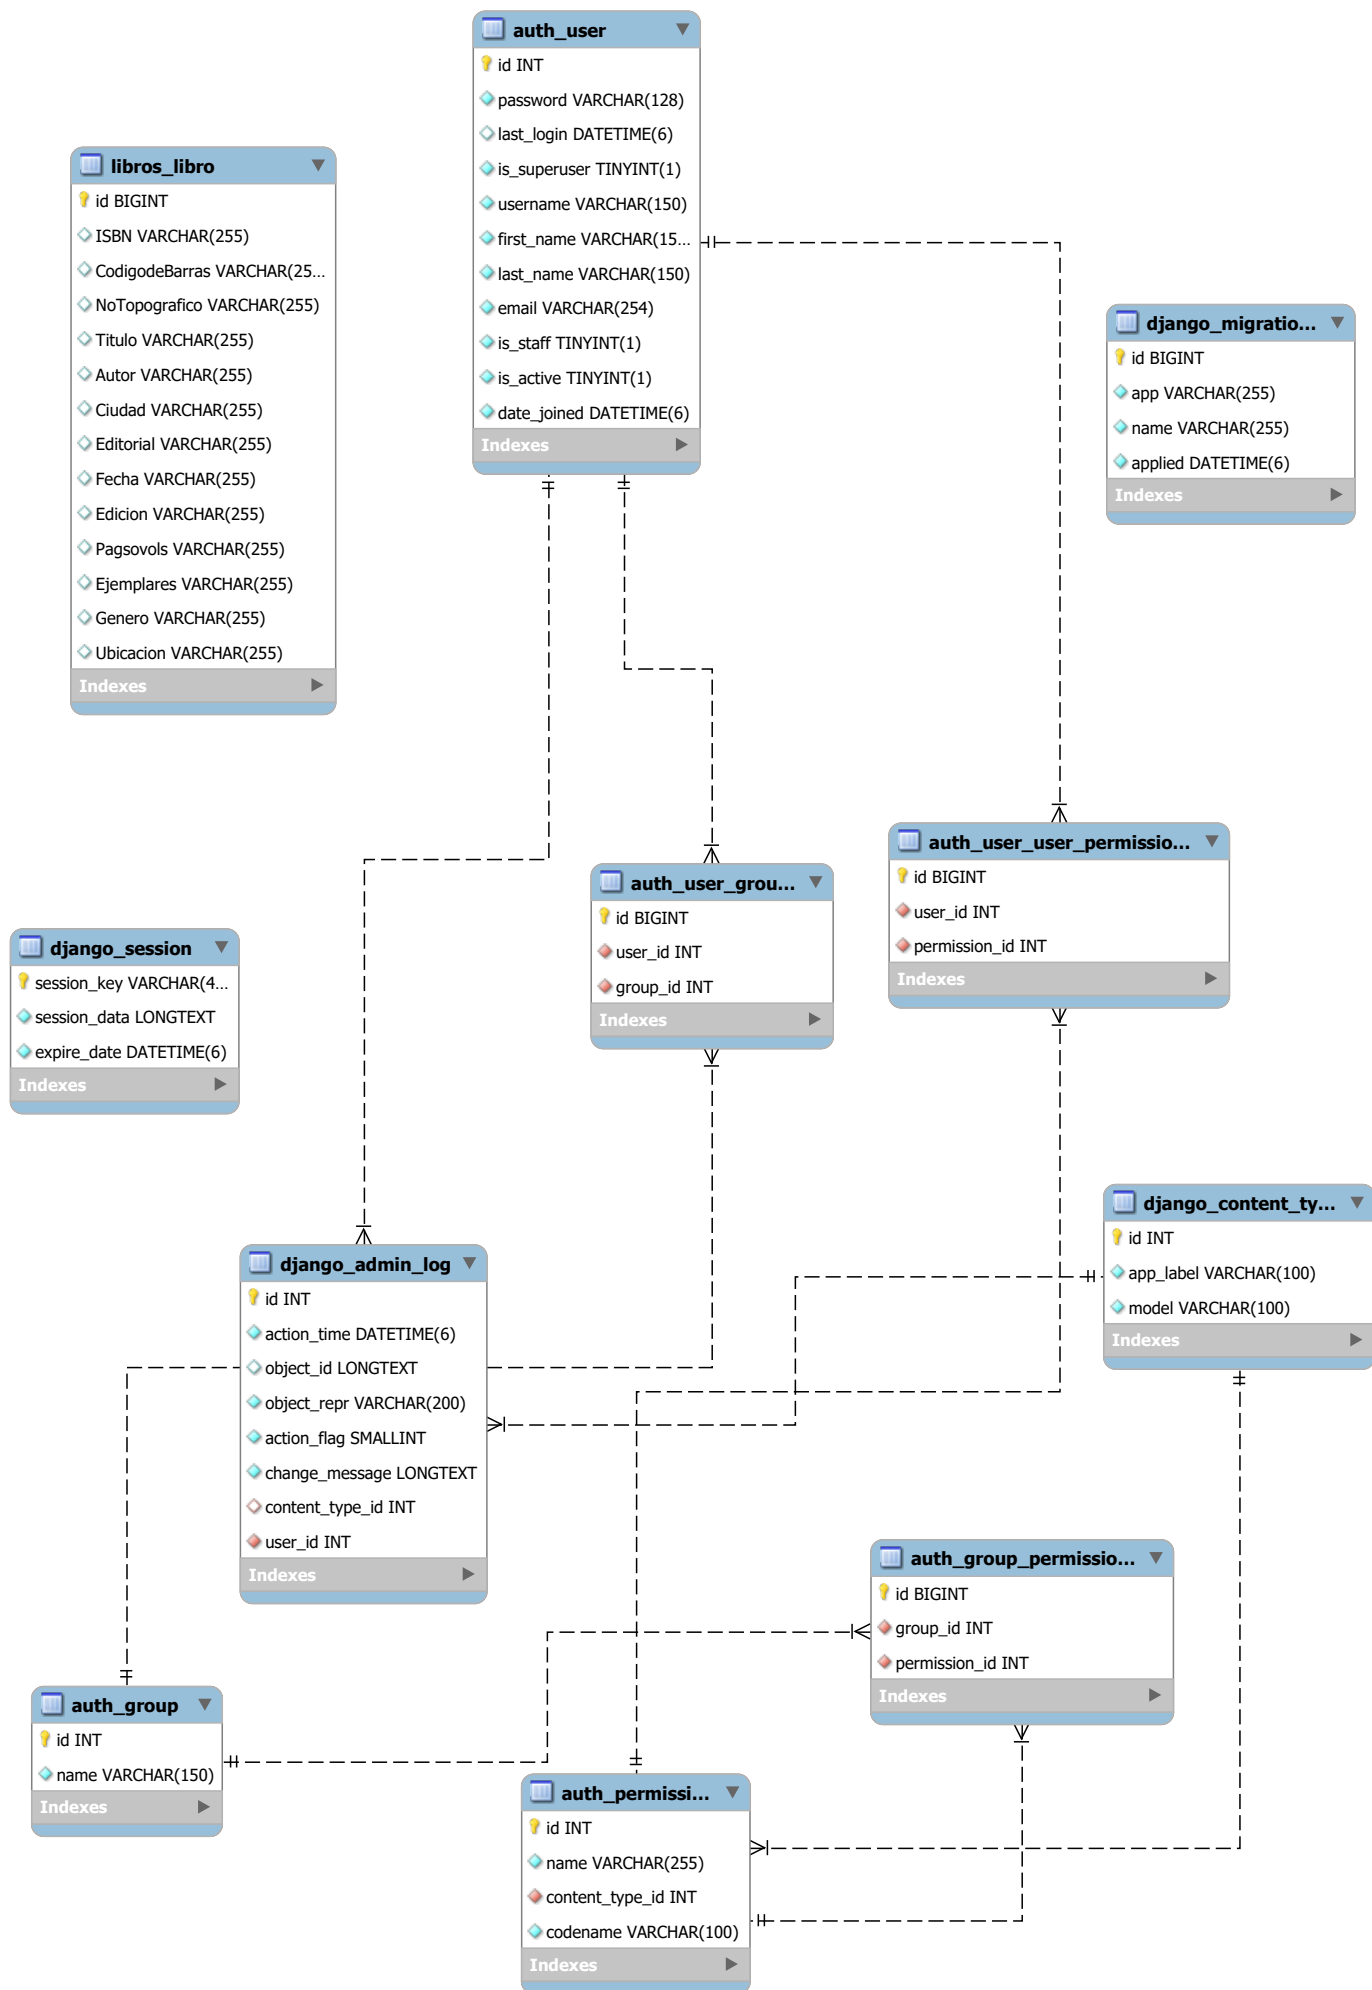 auth_user
id INT
password VARCHAR(128)
last_login DATETIME(6)
is_superuser TINYINT(1)
username VARCHAR(150)
first_name VARCHAR(15...
last_name VARCHAR(150)
email VARCHAR(254)
is_staff TINYINT(1)
is_active TINYINT(1)
date_joined DATETIME(6)
Indexes
libros_libro
id BIGINT
ISBN VARCHAR(255)
CodigodeBarras VARCHAR(25...
NoTopografico VARCHAR(255)
Titulo VARCHAR(255)
Autor VARCHAR(255)
Ciudad VARCHAR(255)
Editorial VARCHAR(255)
Fecha VARCHAR(255)
Edicion VARCHAR(255)
Pagsovols VARCHAR(255)
Ejemplares VARCHAR(255)
Genero VARCHAR(255)
Ubicacion VARCHAR(255)
Indexes
django_migratio...
id BIGINT
app VARCHAR(255)
name VARCHAR(255)
applied DATETIME(6)
Indexes
auth_user_user_permissio...
id BIGINT
user_id INT
permission_id INT
Indexes
auth_user_grou...
id BIGINT
user_id INT
group_id INT
Indexes
django_session
session_key VARCHAR(4...
session_data LONGTEXT
expire_date DATETIME(6)
Indexes
django_content_ty...
id INT
app_label VARCHAR(100)
model VARCHAR(100)
Indexes
django_admin_log
id INT
action_time DATETIME(6)
object_id LONGTEXT
object_repr VARCHAR(200)
action_flag SMALLINT
change_message LONGTEXT
content_type_id INT
user_id INT
Indexes
auth_group_permissio...
id BIGINT
group_id INT
permission_id INT
Indexes
auth_group
id INT
name VARCHAR(150)
Indexes
auth_permissi...
id INT
name VARCHAR(255)
content_type_id INT
codename VARCHAR(100)
Indexes